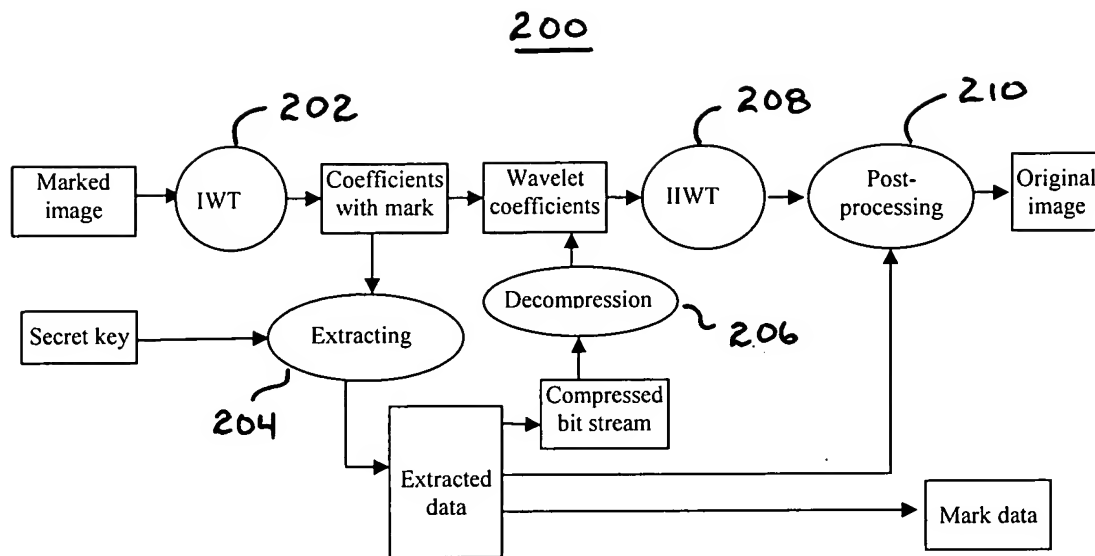 200
202
208
210
Marked
image
IWT
Coefficients
with mark
Wavelet
coefficients
IIWT
Post-
processing
Original
image
Secret key
Extracting
204
Decompression
206
Compressed
bit stream
Extracted
data
Mark data